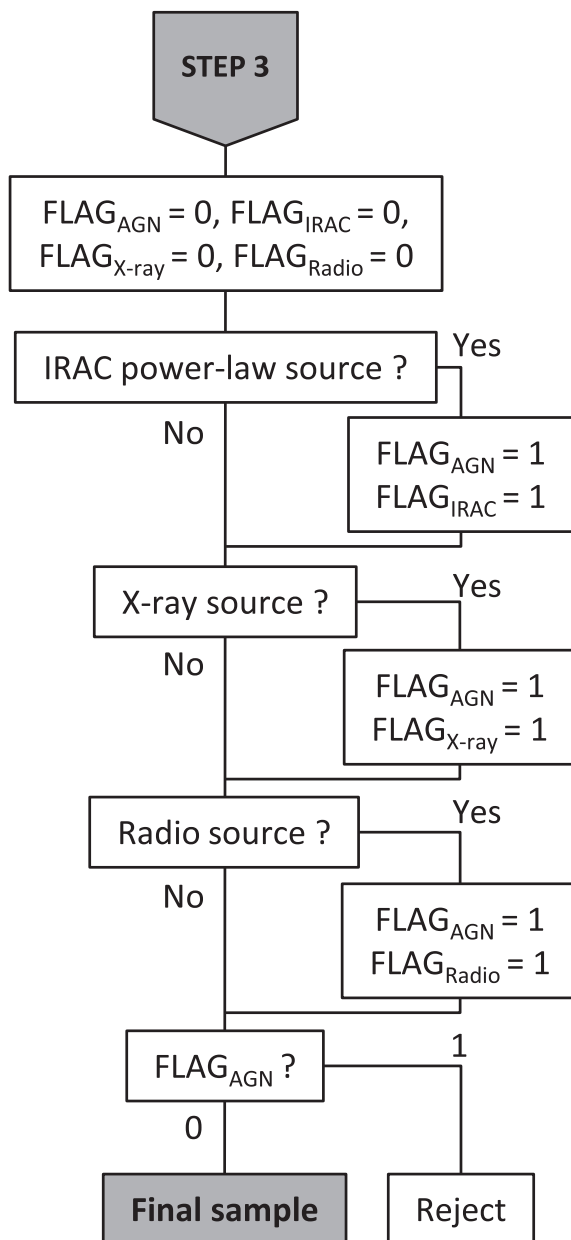 STEP 3
FLAG_AGN = 0, FLAG_IRAC = 0,
FLAG_X-ray = 0, FLAG_Radio = 0
IRAC power-law source ?
Yes
No
FLAG_AGN = 1
FLAG_IRAC = 1
X-ray source ?
Yes
No
FLAG_AGN = 1
FLAG_X-ray = 1
Radio source ?
Yes
No
FLAG_AGN = 1
FLAG_Radio = 1
FLAG_AGN ?
1
0
Final sample
Reject